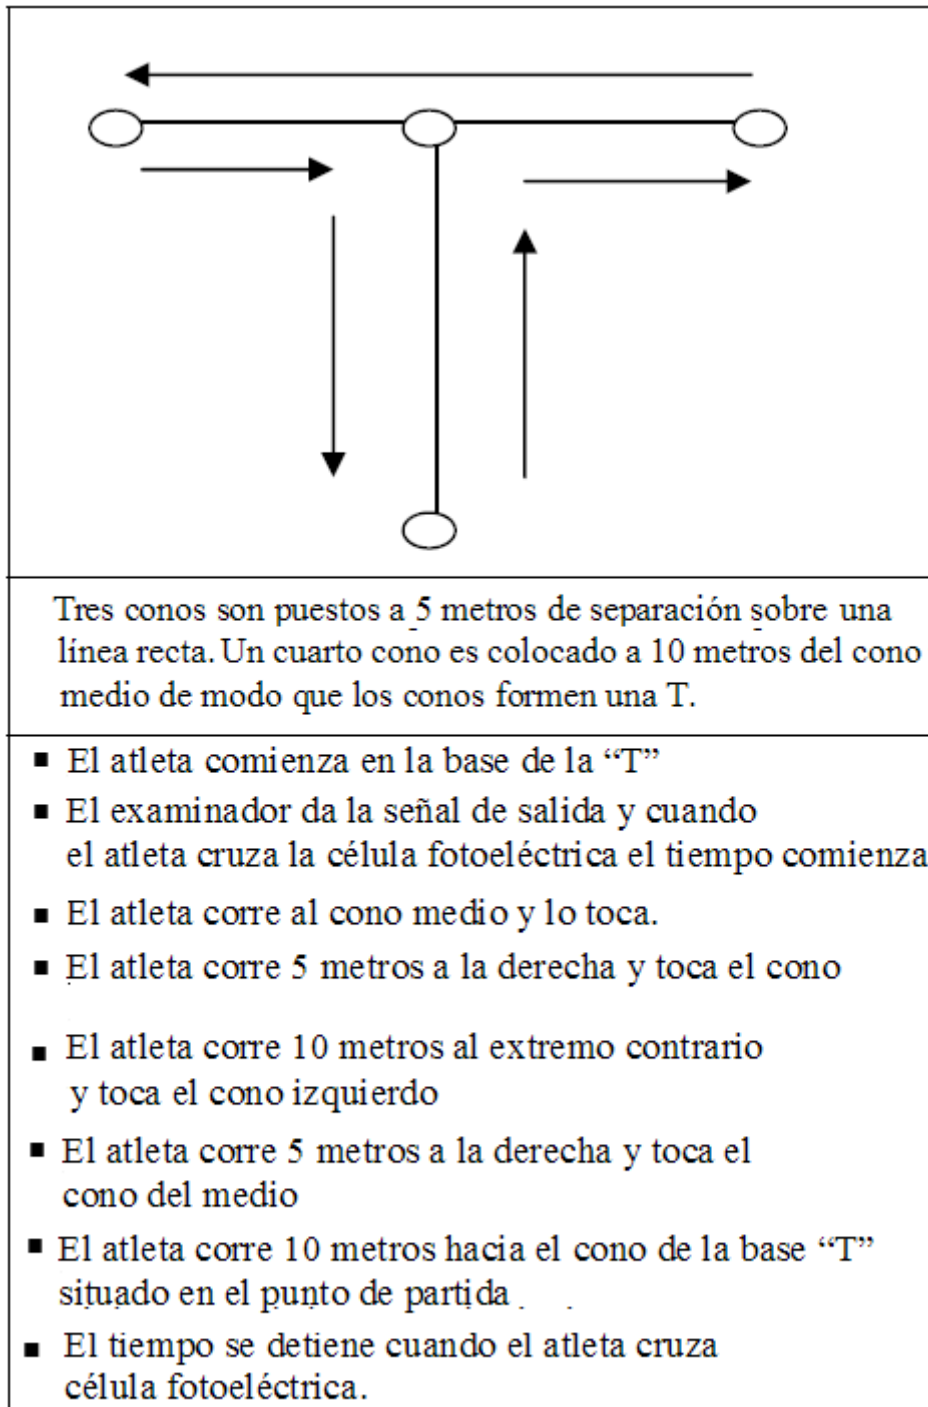 Tres conos son puestos a 5 metros de separación sobre una
línea recta. Un cuarto cono es colocado a 10 metros del cono
medio de modo que los conos formen una T.
▪ El atleta comienza en la base de la “T”
▪ El examinador da la señal de salida y cuando
el atleta cruza la célula fotoeléctrica el tiempo comienza
▪ El atleta corre al cono medio y lo toca.
▪ El atleta corre 5 metros a la derecha y toca el cono
▪ El atleta corre 10 metros al extremo contrario
y toca el cono izquierdo
▪ El atleta corre 5 metros a la derecha y toca el
cono del medio
▪ El atleta corre 10 metros hacia el cono de la base “T”
situado en el punto de partida
▪ El tiempo se detiene cuando el atleta cruza
célula fotoeléctrica.